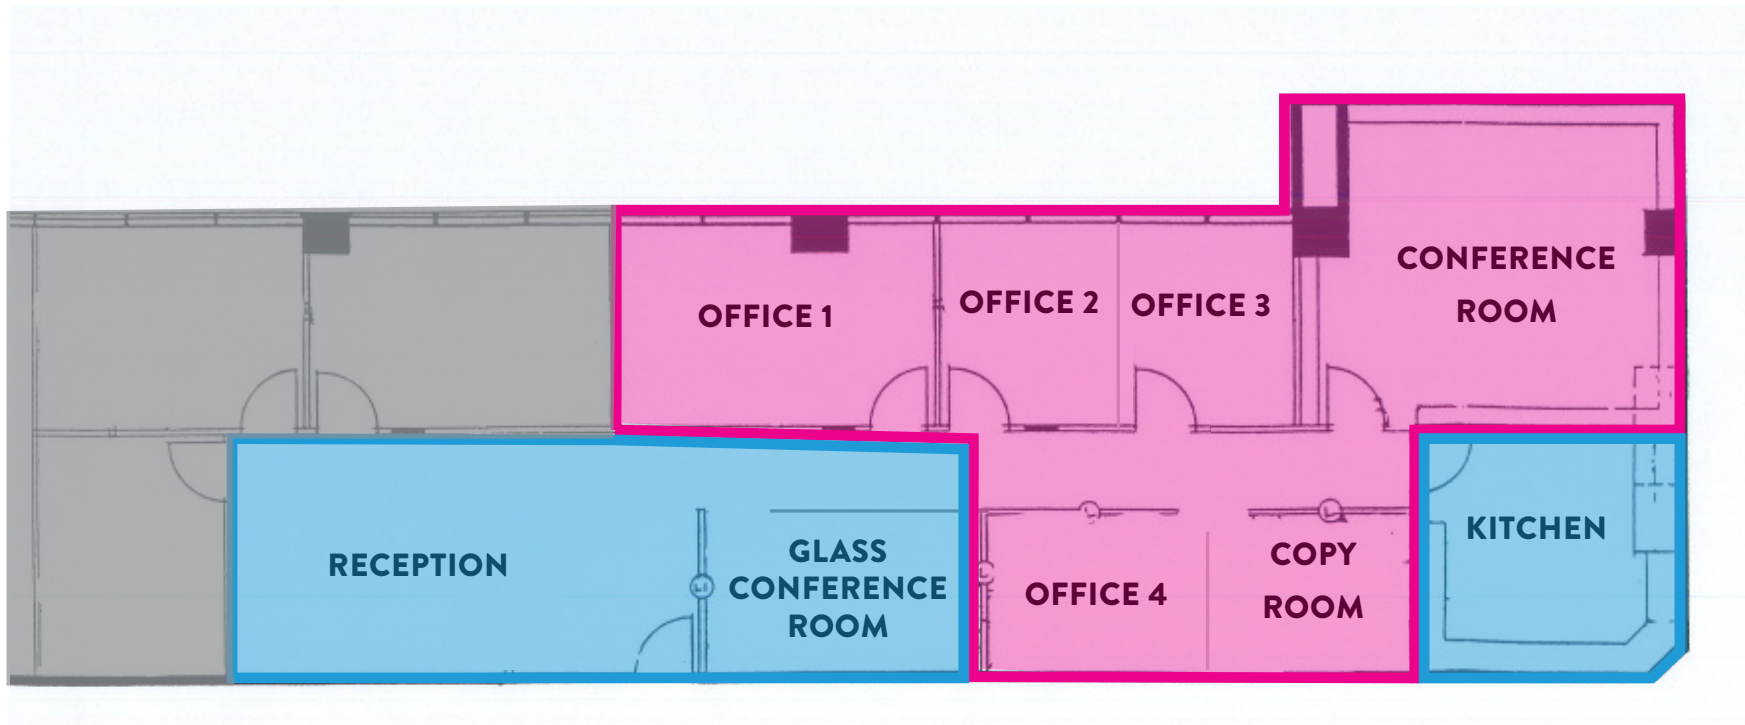 OFFICE 1
OFFICE 2
OFFICE 3
CONFERENCE
ROOM
RECEPTION
GLASS
CONFERENCE
ROOM
OFFICE 4
COPY
ROOM
KITCHEN